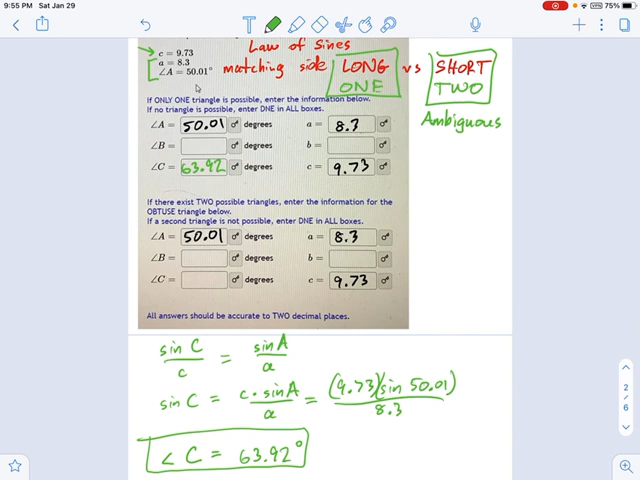 9:55 PM Sat Jan 29
75%
c = 9.73
a = 8.3
∠A = 50.01°
Law of Sines
matching side LONG vs SHORT
ONE TWO
Ambiguous
If ONLY ONE triangle is possible, enter the information below.
If no triangle is possible, enter DNE in ALL boxes.
∠A = 50.01 degrees a = 8.3
∠B = degrees b =
∠C = 63.92 degrees c = 9.73
If there exist TWO possible triangles, enter the information for the
OBTUSE triangle below.
If a second triangle is not possible, enter DNE in ALL boxes.
∠A = 50.01 degrees a = 8.3
∠B = degrees b =
∠C = degrees c = 9.73
All answers should be accurate to TWO decimal places.
sin C / c = sin A / a
sin C = c · sin A / a = (9.73)(sin 50.01) / 8.3
∠ C = 63.92°
2 / 6